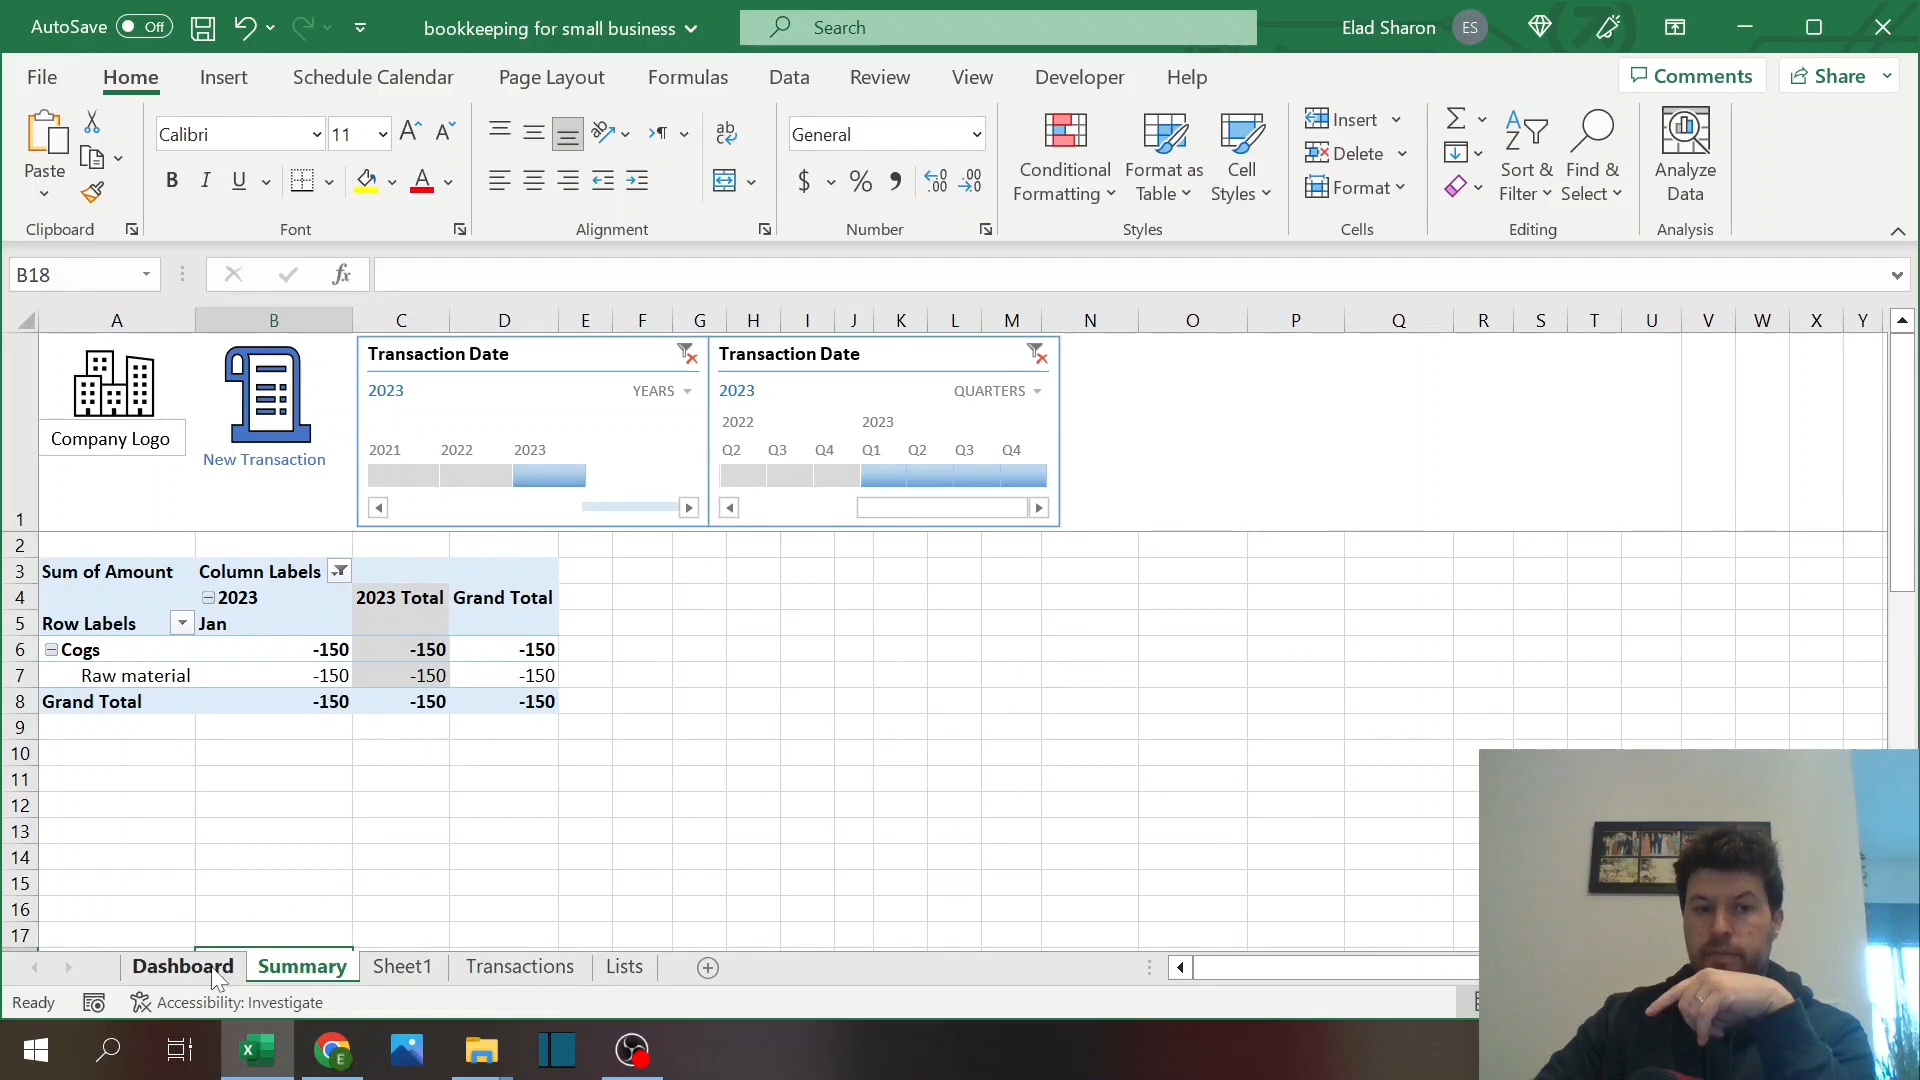 AutoSave Off bookkeeping for small business Search Elad Sharon ES
File Home Insert Schedule Calendar Page Layout Formulas Data Review View Developer Help Comments Share
Paste
Clipboard
Calibri 11
B I U
Font
ab
Alignment
General
$ % 9
Number
Conditional Formatting
Format as Table
Cell Styles
Styles
Insert
Delete
Format
Cells
Sort & Filter
Find & Select
Editing
Analyze Data
Analysis
B18 fx
A B C D E F G H I J K L M N O P Q R S T U V W X Y
Company Logo
New Transaction
Transaction Date
2023 YEARS
2021 2022 2023
Transaction Date
2023 QUARTERS
2022 2023
Q2 Q3 Q4 Q1 Q2 Q3 Q4
1
2
3 Sum of Amount Column Labels
4 2023 2023 Total Grand Total
5 Row Labels Jan
6 Cogs -150 -150 -150
7 Raw material -150 -150 -150
8 Grand Total -150 -150 -150
9
10
11
12
13
14
15
16
17
Dashboard Summary Sheet1 Transactions Lists
Ready Accessibility: Investigate